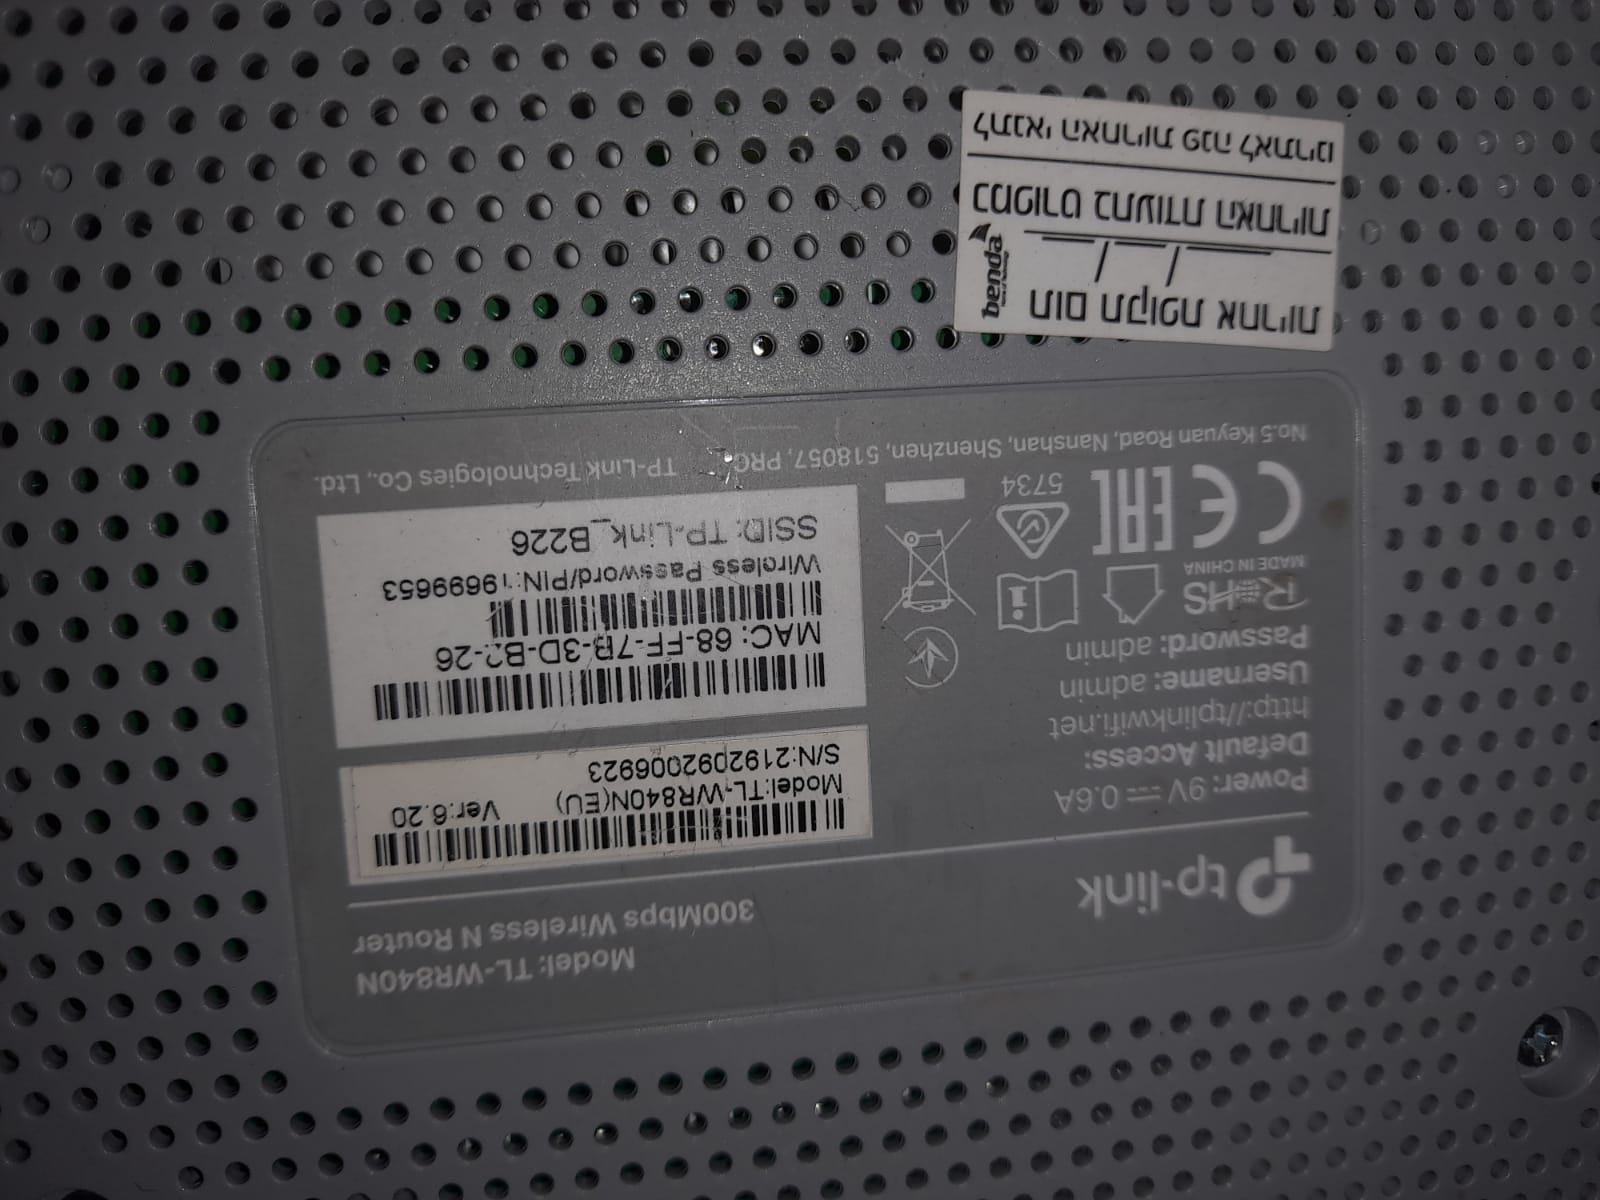 tp-link
Model: TL-WR840N
300Mbps Wireless N Router
Power: 9V 0.6A
Default Access:
http://tplinkwifi.net
Username: admin
Password: admin
RoHS
MADE IN CHINA
CE EAC
5734
Model:TL-WR840N(EU) Ver:6.20
S/N:2192092006923
MAC: 68-FF-7B-3D-B2-26
Wireless Password/PIN:19699653
SSID: TP-Link_B226
No.5 Keyuan Road, Nanshan, Shenzhen, 518057, PRC. TP-Link Technologies Co., Ltd.
benda
תום תקופת אחריות
__/__/____
כמפורט בתעודת האחריות
לתנאי האחריות פנה לאתרינו